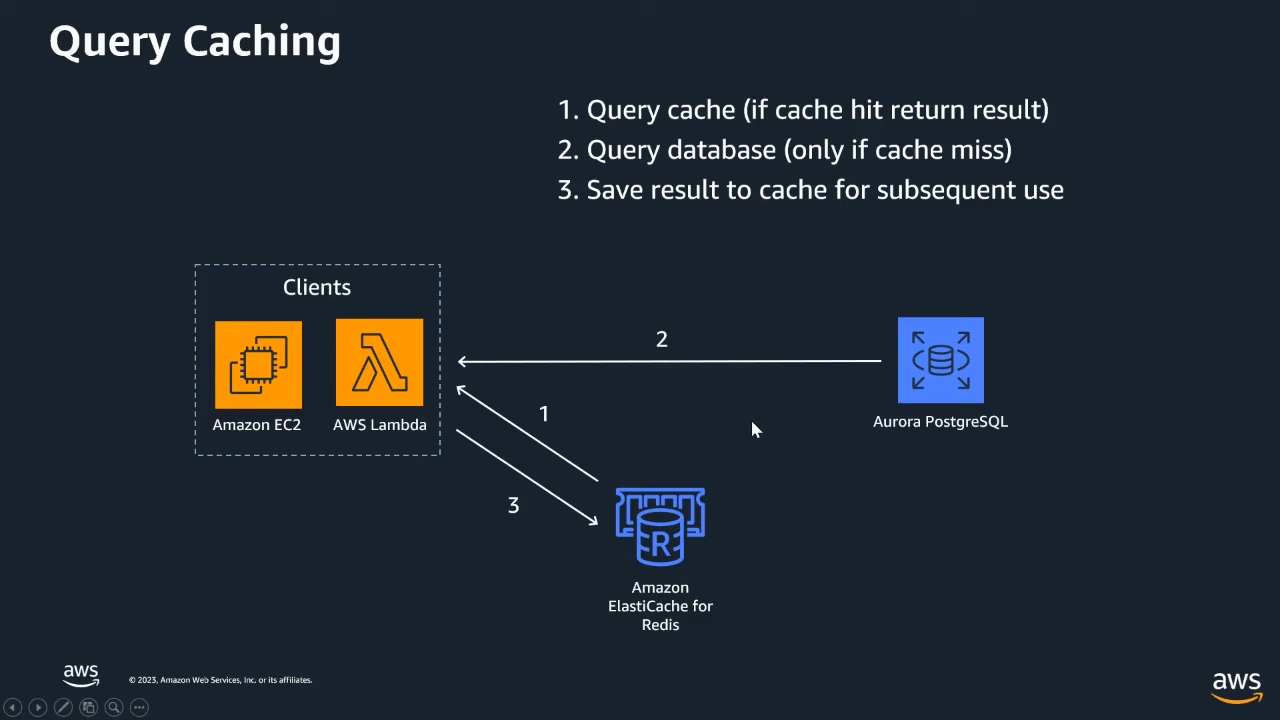 Query Caching
1. Query cache (if cache hit return result)
2. Query database (only if cache miss)
3. Save result to cache for subsequent use
Clients
Amazon EC2
AWS Lambda
2
1
3
Aurora PostgreSQL
R
Amazon
ElastiCache for
Redis
aws
© 2023, Amazon Web Services, Inc. or its affiliates.
aws